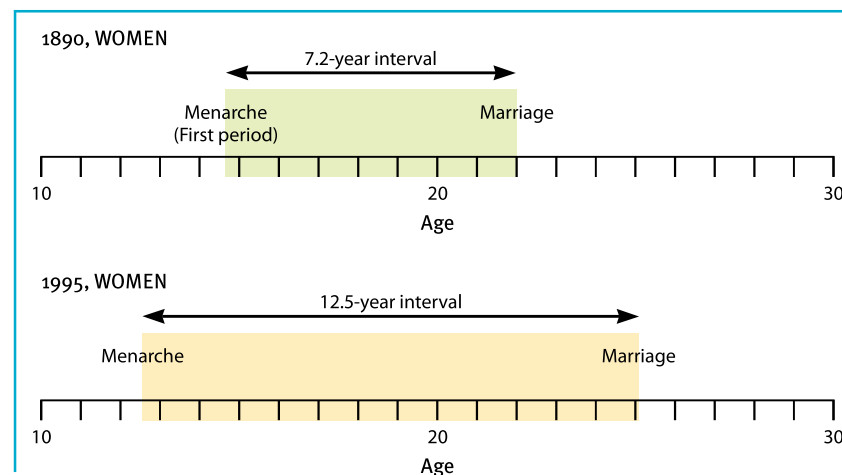 1890, WOMEN
7.2-year interval
Menarche
(First period)
Marriage
10
20
30
Age
1995, WOMEN
12.5-year interval
Menarche
Marriage
10
20
30
Age